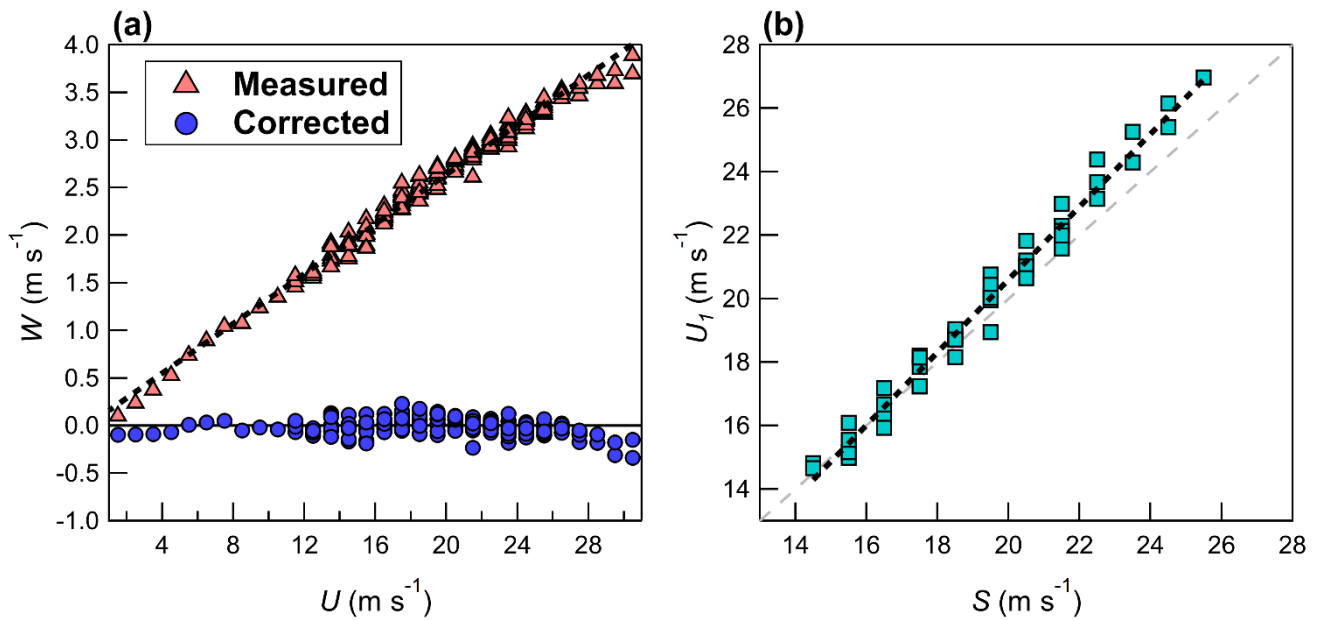 (a)
4.0
3.5
3.0
2.5
2.0
1.5
1.0
0.5
0.0
-0.5
-1.0
W (m s⁻¹)
Measured
Corrected
4 8 12 16 20 24 28
U (m s⁻¹)
(b)
28
26
24
22
20
18
16
14
U₁ (m s⁻¹)
14 16 18 20 22 24 26 28
S (m s⁻¹)